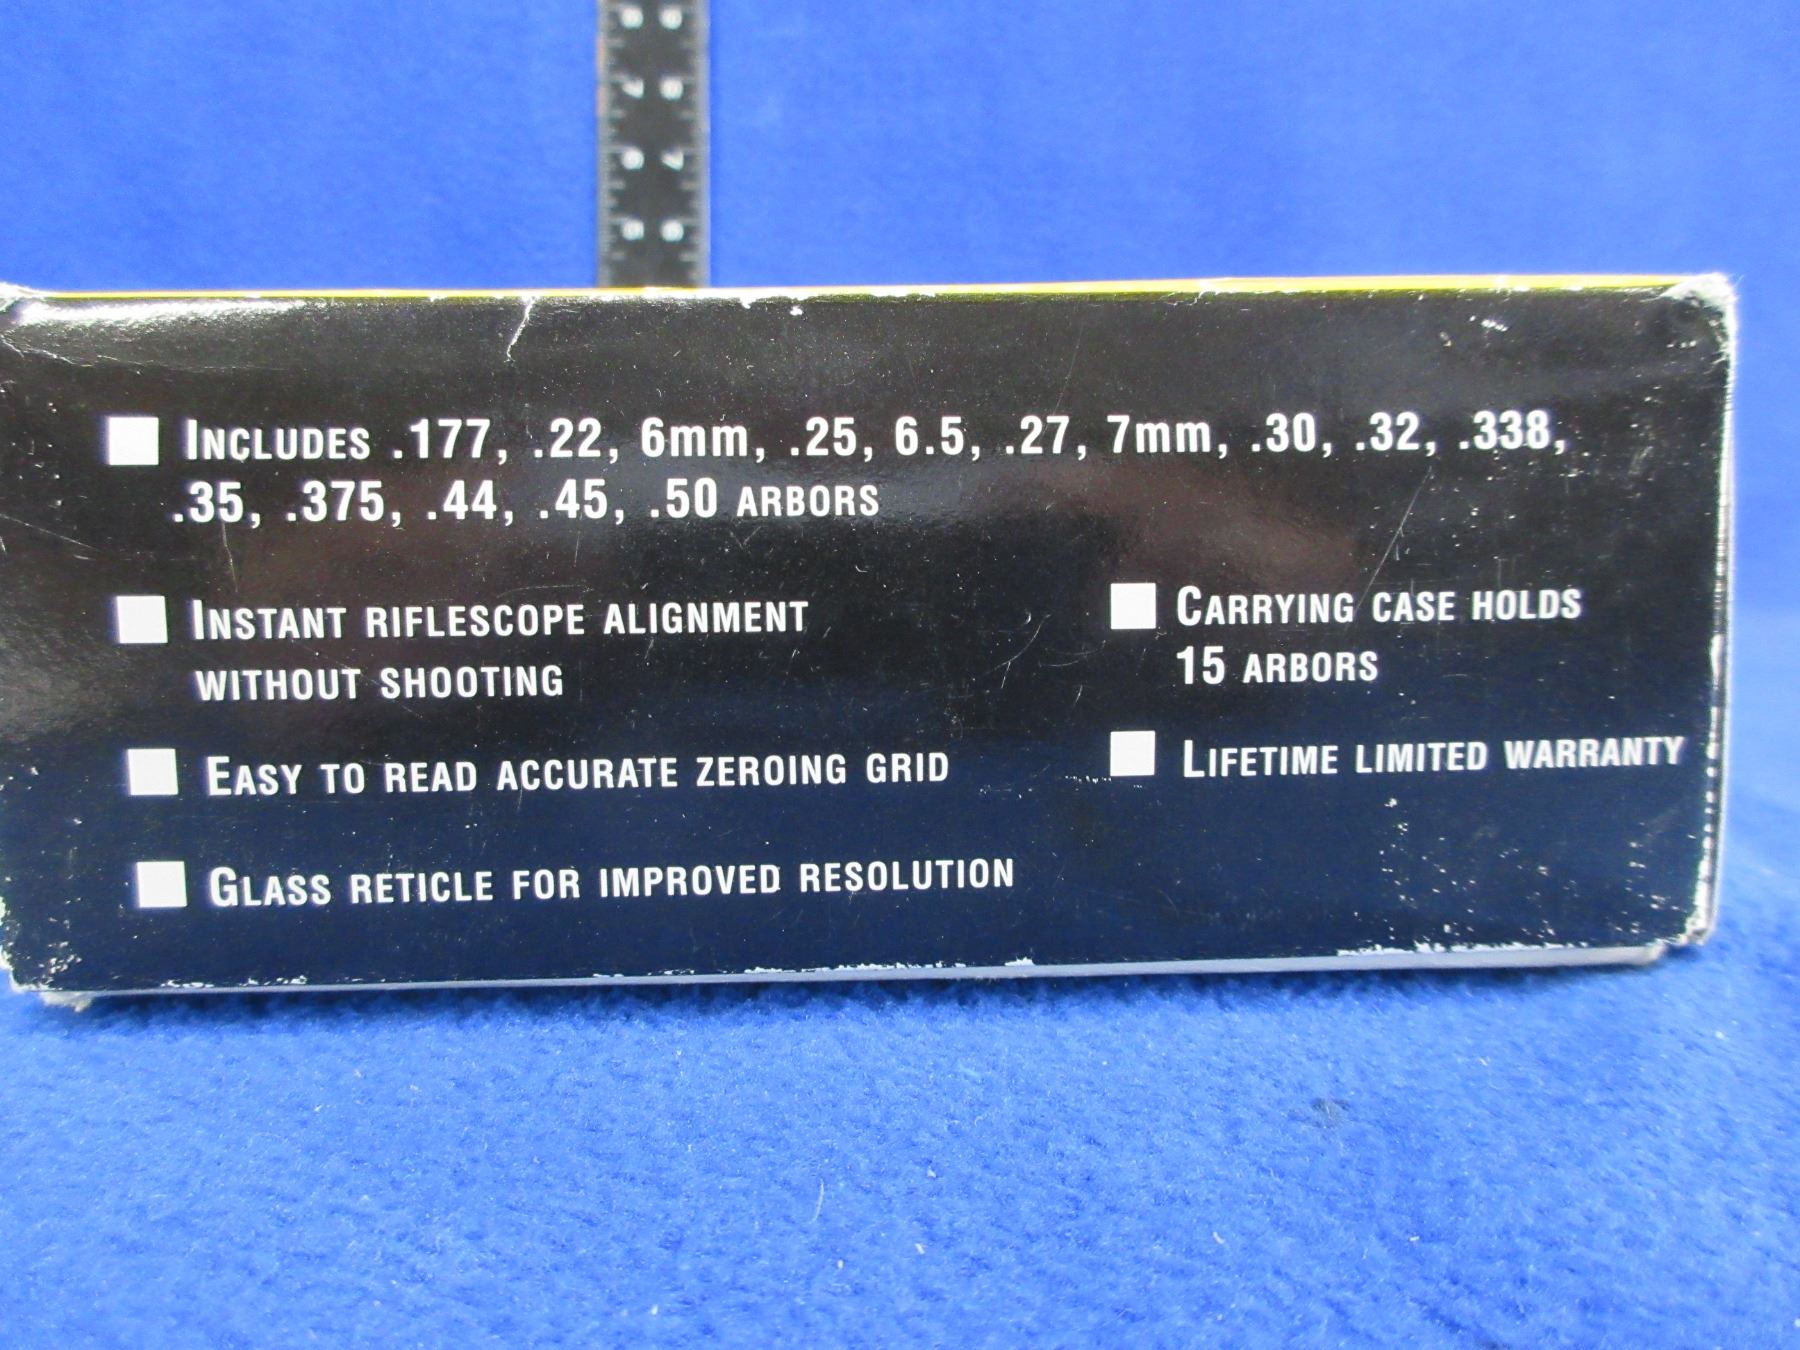 INCLUDES .177, .22, 6mm, .25, 6.5, .27, 7mm, .30, .32, .338,
.35, .375, .44, .45, .50 ARBORS
INSTANT RIFLESCOPE ALIGNMENT
WITHOUT SHOOTING
EASY TO READ ACCURATE ZEROING GRID
GLASS RETICLE FOR IMPROVED RESOLUTION
CARRYING CASE HOLDS
15 ARBORS
LIFETIME LIMITED WARRANTY